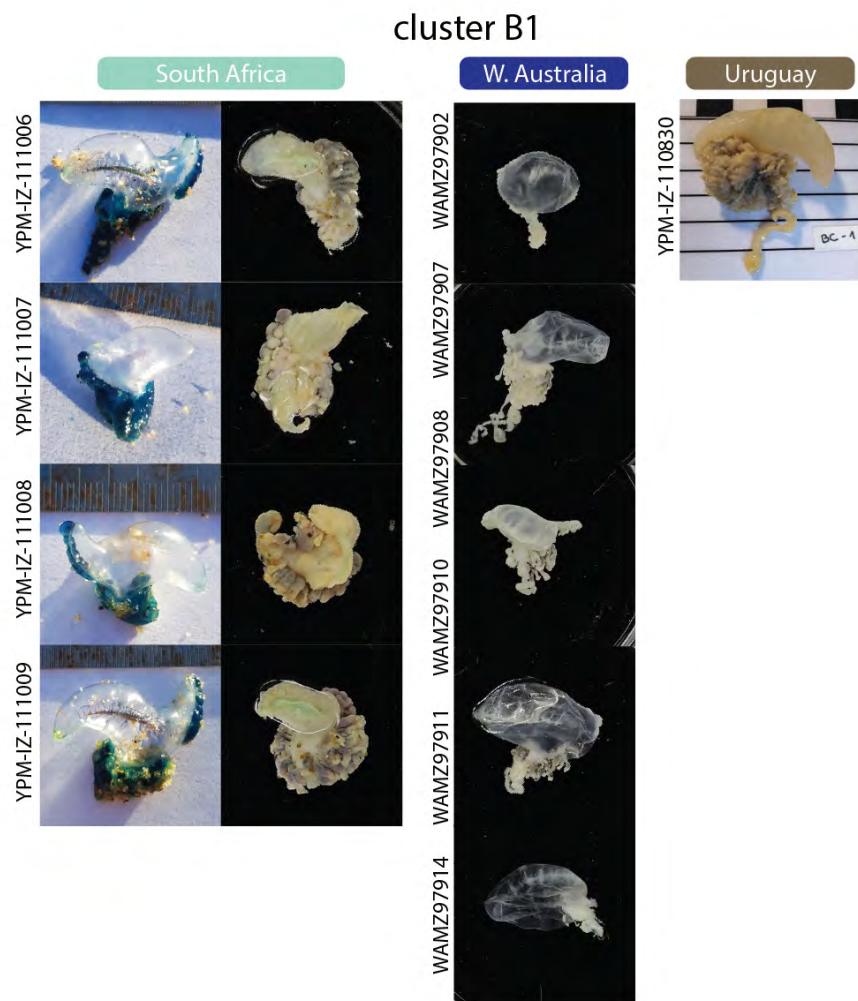 cluster B1
South Africa
W. Australia
Uruguay
YPM-IZ-111006
YPM-IZ-111007
YPM-IZ-111008
YPM-IZ-111009
WAMZ97902
WAMZ97907
WAMZ97908
WAMZ97910
WAMZ97911
WAMZ97914
YPM-IZ-110830
BC-1